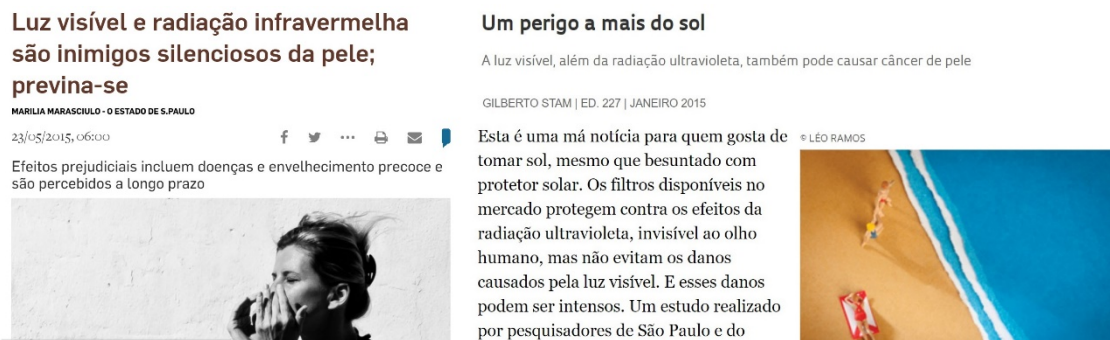 Luz visível e radiação infravermelha
são inimigos silenciosos da pele;
previna-se
MARILIA MARASCIULO - O ESTADO DE S.PAULO
23/05/2015, 06:00
Efeitos prejudiciais incluem doenças e envelhecimento precoce e
são percebidos a longo prazo
Um perigo a mais do sol
A luz visível, além da radiação ultravioleta, também pode causar câncer de pele
GILBERTO STAM | ED. 227 | JANEIRO 2015
Esta é uma má notícia para quem gosta de
tomar sol, mesmo que besuntado com
protetor solar. Os filtros disponíveis no
mercado protegem contra os efeitos da
radiação ultravioleta, invisível ao olho
humano, mas não evitam os danos
causados pela luz visível. E esses danos
podem ser intensos. Um estudo realizado
por pesquisadores de São Paulo e do
© LÉO RAMOS